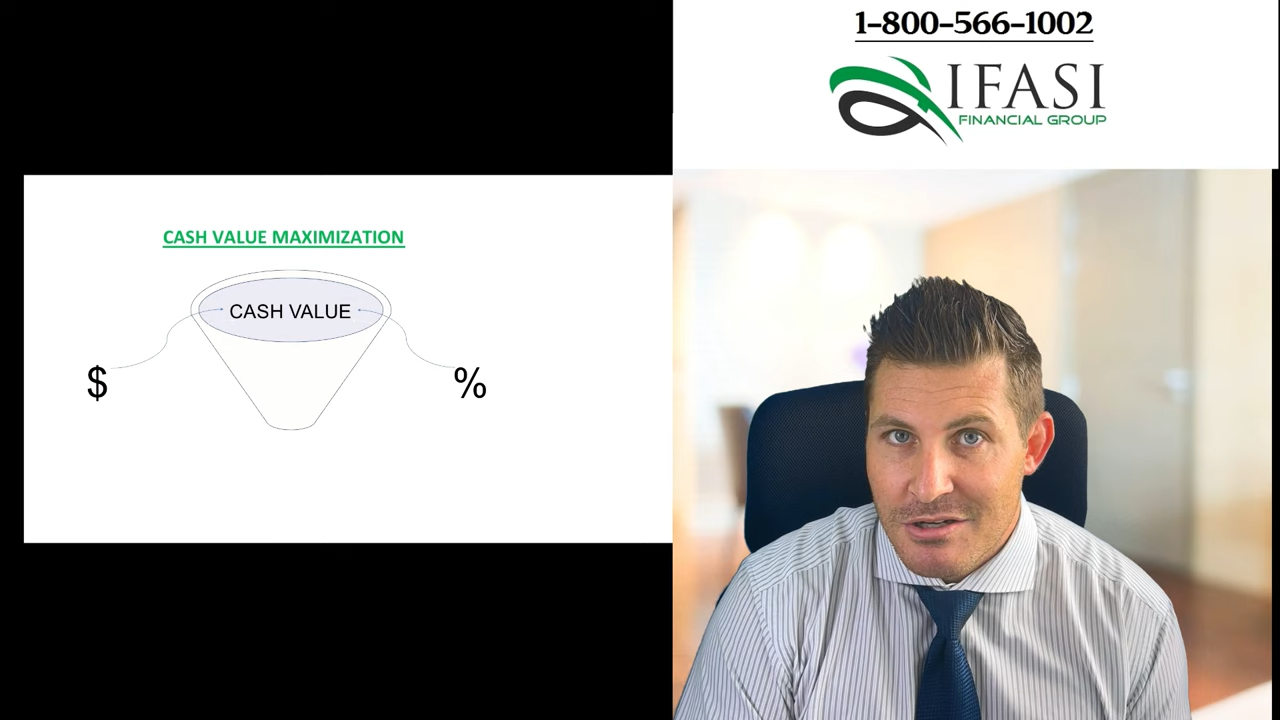 1-800-566-1002
IFASI
FINANCIAL GROUP
CASH VALUE MAXIMIZATION
CASH VALUE
$
%